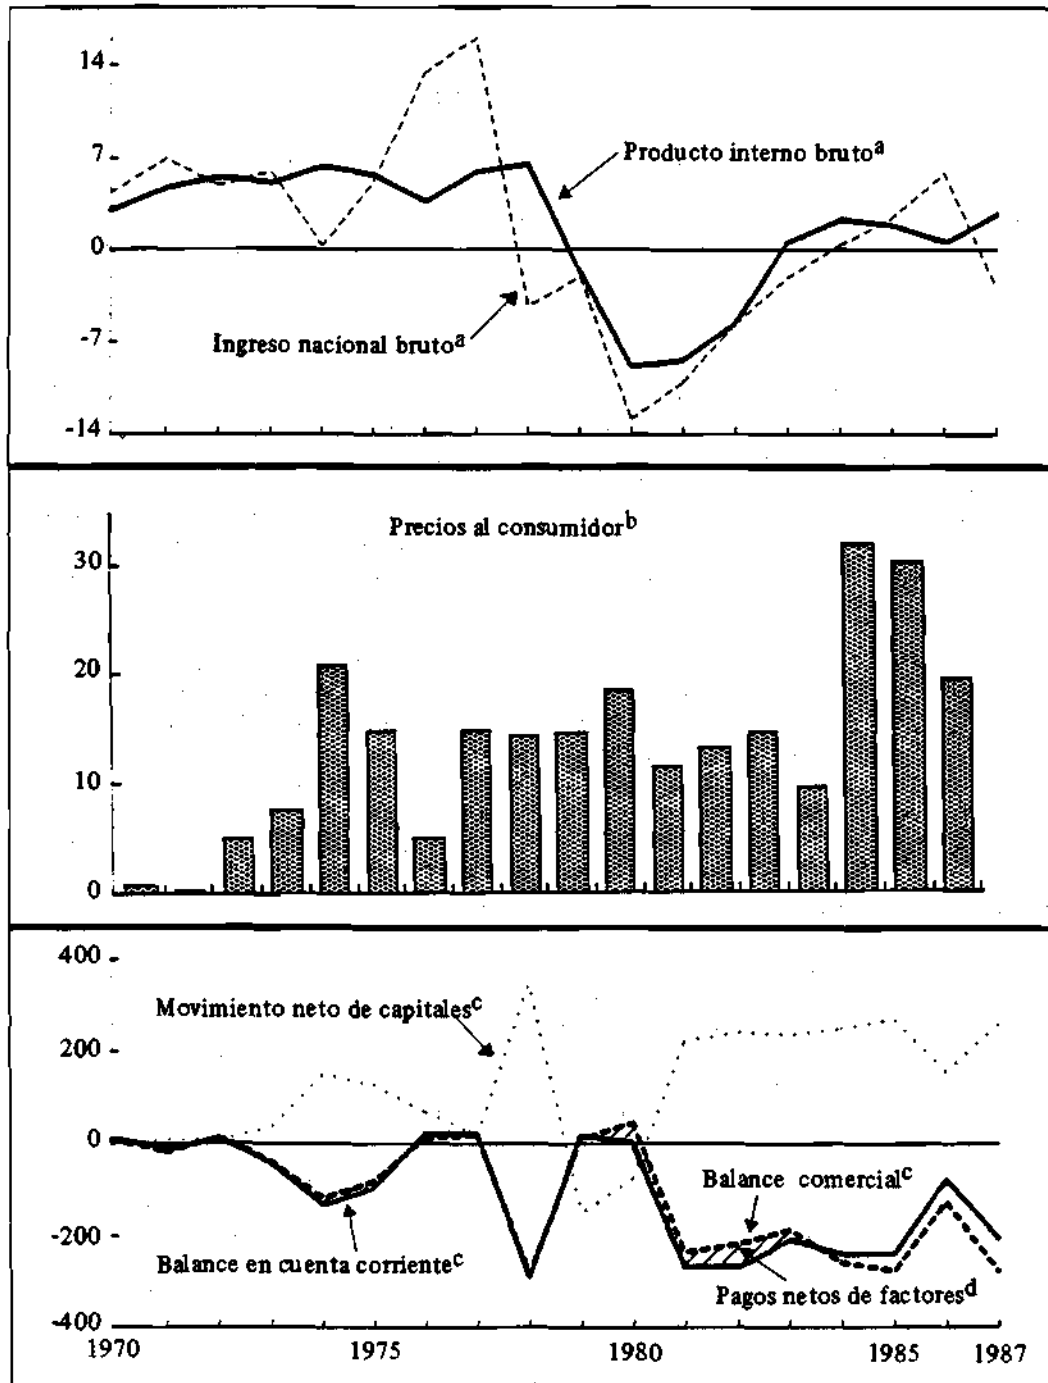 14
7
Producto interno bruto^a
0
-7
Ingreso nacional bruto^a
-14
Precios al consumidor^b
30
20
10
0
400
Movimiento neto de capitales^c
200
0
Balance comercial^c
-200
Balance en cuenta corriente^c
Pagos netos de factores^d
-400
1970 1975 1980 1985 1987